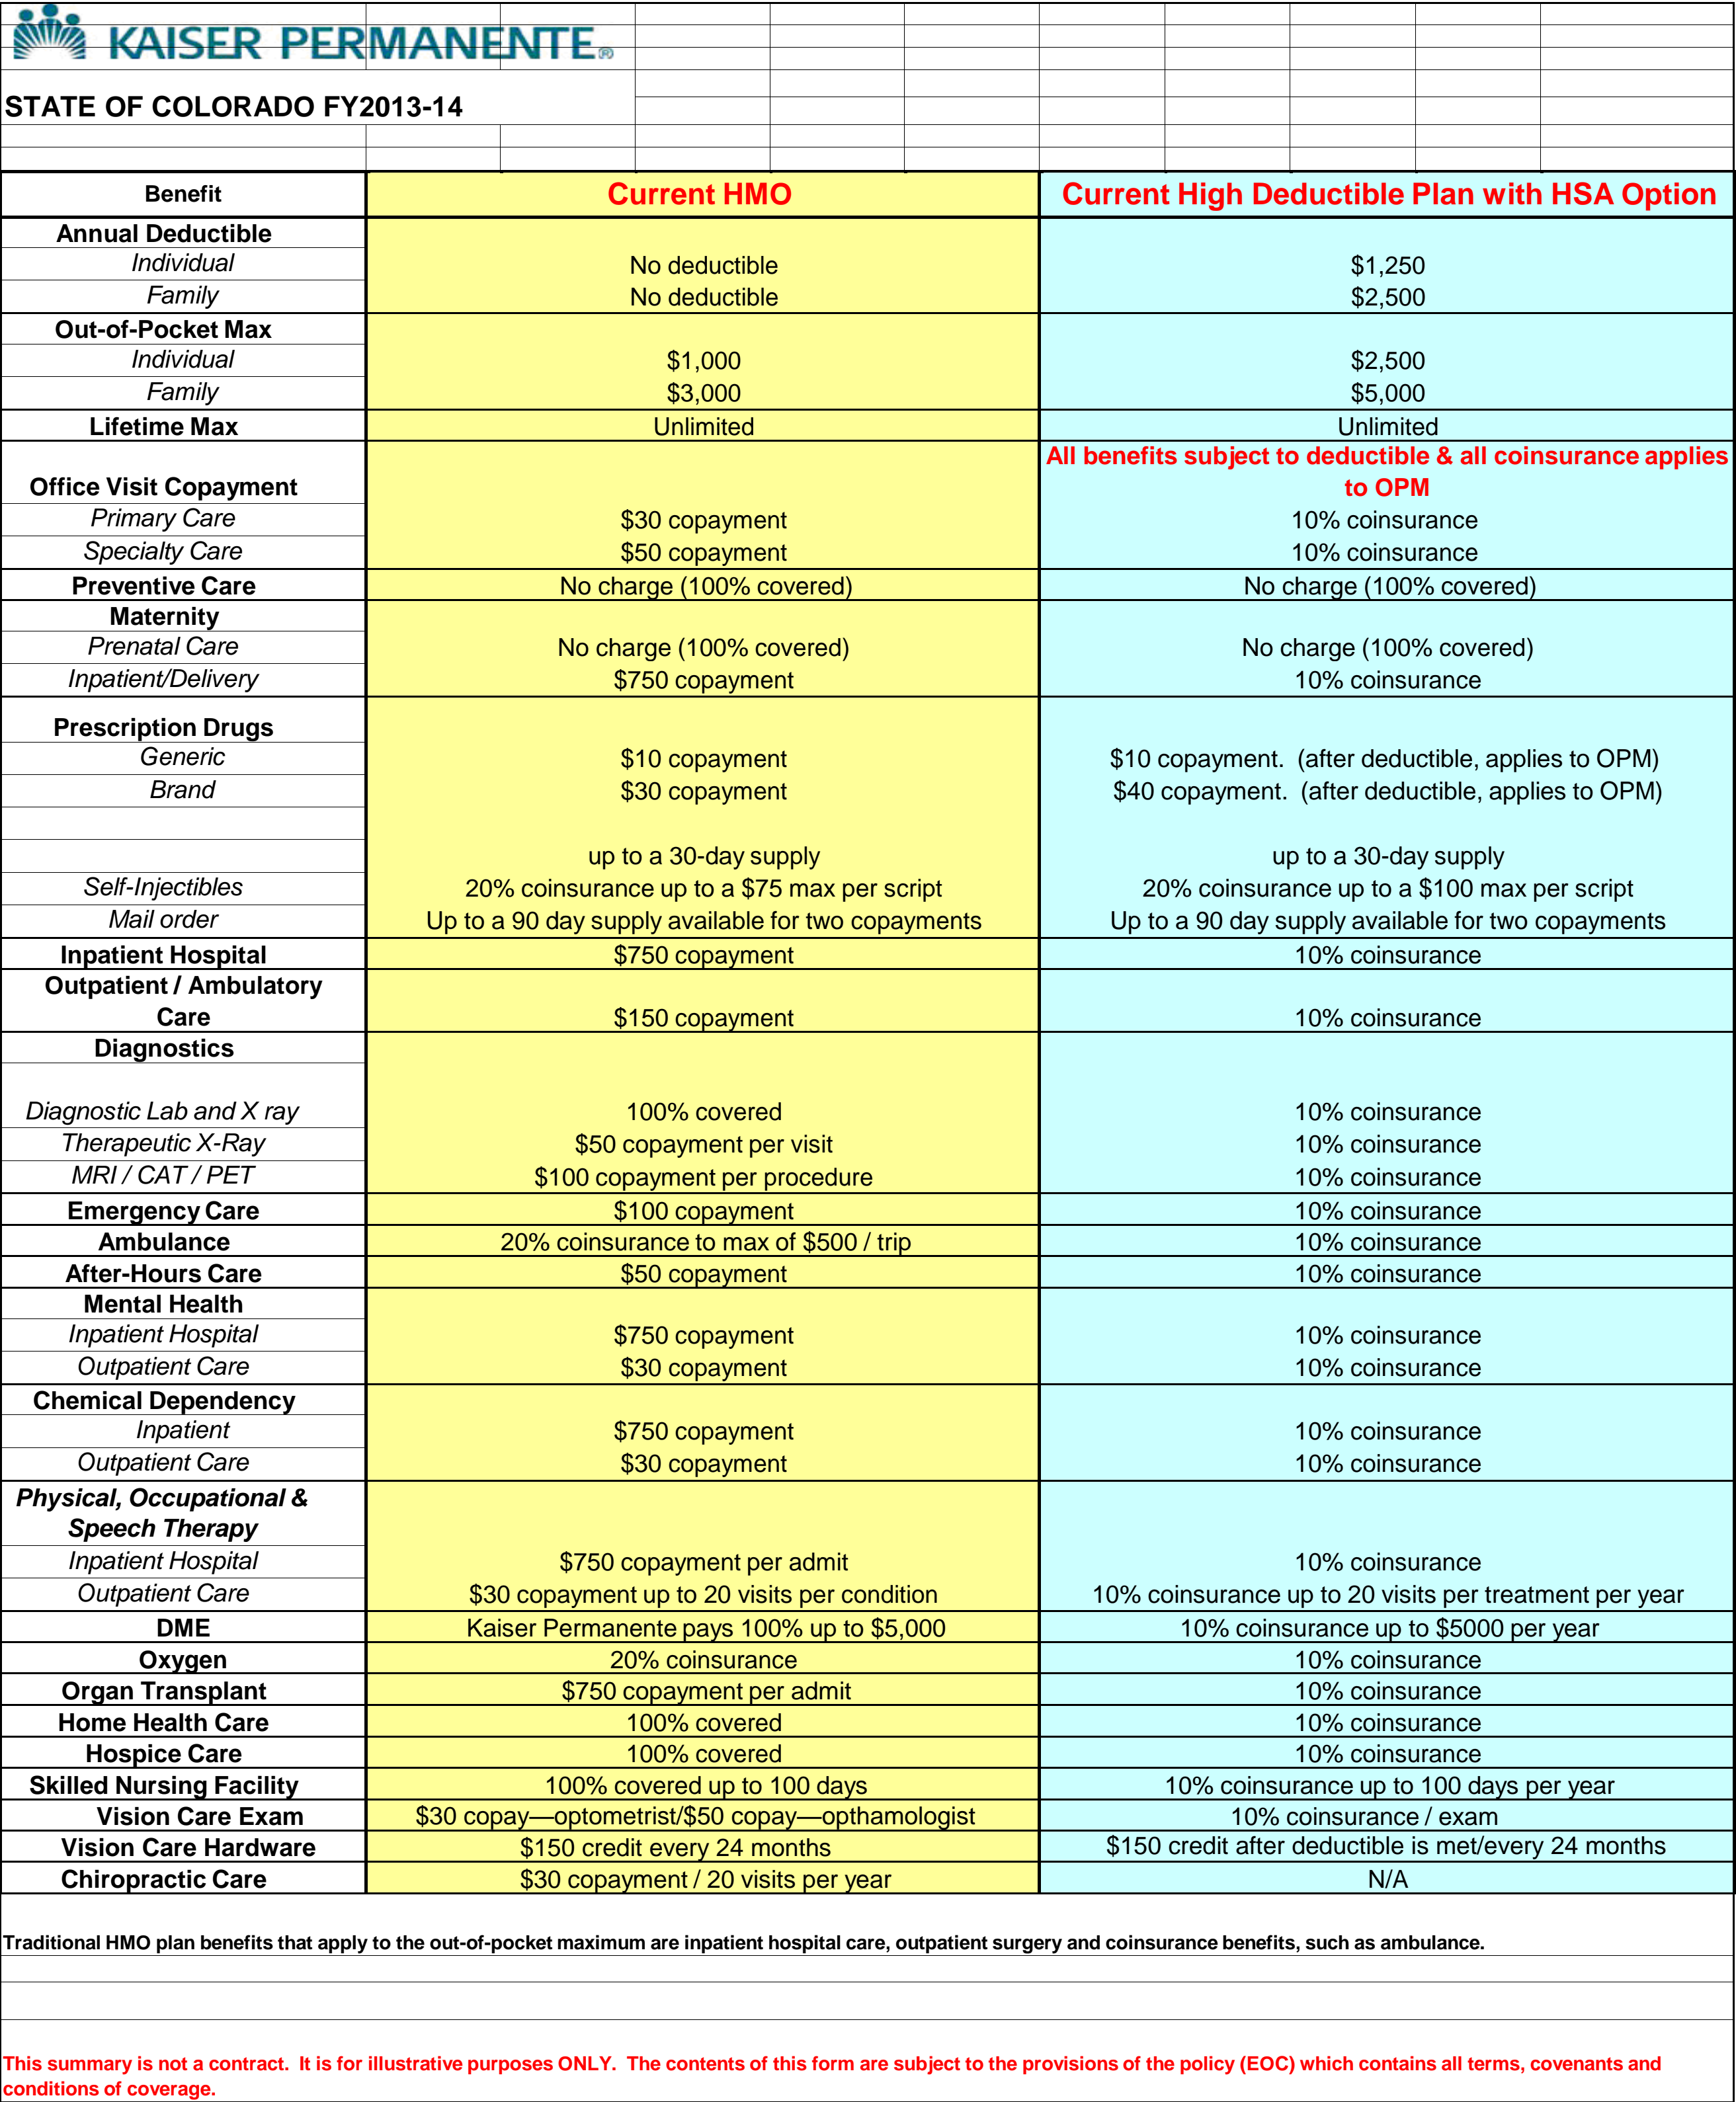 KAISER PERMANENTE®
STATE OF COLORADO FY2013-14
Benefit Current HMO Current High Deductible Plan with HSA Option
Annual Deductible
Individual No deductible $1,250
Family No deductible $2,500
Out-of-Pocket Max
Individual $1,000 $2,500
Family $3,000 $5,000
Lifetime Max Unlimited Unlimited
All benefits subject to deductible & all coinsurance applies
Office Visit Copayment to OPM
Primary Care $30 copayment 10% coinsurance
Specialty Care $50 copayment 10% coinsurance
Preventive Care No charge (100% covered) No charge (100% covered)
Maternity
Prenatal Care No charge (100% covered) No charge (100% covered)
Inpatient/Delivery $750 copayment 10% coinsurance
Prescription Drugs
Generic $10 copayment $10 copayment. (after deductible, applies to OPM)
Brand $30 copayment $40 copayment. (after deductible, applies to OPM)
up to a 30-day supply up to a 30-day supply
Self-Injectibles 20% coinsurance up to a $75 max per script 20% coinsurance up to a $100 max per script
Mail order Up to a 90 day supply available for two copayments Up to a 90 day supply available for two copayments
Inpatient Hospital $750 copayment 10% coinsurance
Outpatient / Ambulatory
Care $150 copayment 10% coinsurance
Diagnostics
Diagnostic Lab and X ray 100% covered 10% coinsurance
Therapeutic X-Ray $50 copayment per visit 10% coinsurance
MRI / CAT / PET $100 copayment per procedure 10% coinsurance
Emergency Care $100 copayment 10% coinsurance
Ambulance 20% coinsurance to max of $500 / trip 10% coinsurance
After-Hours Care $50 copayment 10% coinsurance
Mental Health
Inpatient Hospital $750 copayment 10% coinsurance
Outpatient Care $30 copayment 10% coinsurance
Chemical Dependency
Inpatient $750 copayment 10% coinsurance
Outpatient Care $30 copayment 10% coinsurance
Physical, Occupational &
Speech Therapy
Inpatient Hospital $750 copayment per admit 10% coinsurance
Outpatient Care $30 copayment up to 20 visits per condition 10% coinsurance up to 20 visits per treatment per year
DME Kaiser Permanente pays 100% up to $5,000 10% coinsurance up to $5000 per year
Oxygen 20% coinsurance 10% coinsurance
Organ Transplant $750 copayment per admit 10% coinsurance
Home Health Care 100% covered 10% coinsurance
Hospice Care 100% covered 10% coinsurance
Skilled Nursing Facility 100% covered up to 100 days 10% coinsurance up to 100 days per year
Vision Care Exam $30 copay—optometrist/$50 copay—opthamologist 10% coinsurance / exam
Vision Care Hardware $150 credit every 24 months $150 credit after deductible is met/every 24 months
Chiropractic Care $30 copayment / 20 visits per year N/A
Traditional HMO plan benefits that apply to the out-of-pocket maximum are inpatient hospital care, outpatient surgery and coinsurance benefits, such as ambulance.
This summary is not a contract. It is for illustrative purposes ONLY. The contents of this form are subject to the provisions of the policy (EOC) which contains all terms, covenants and
conditions of coverage.